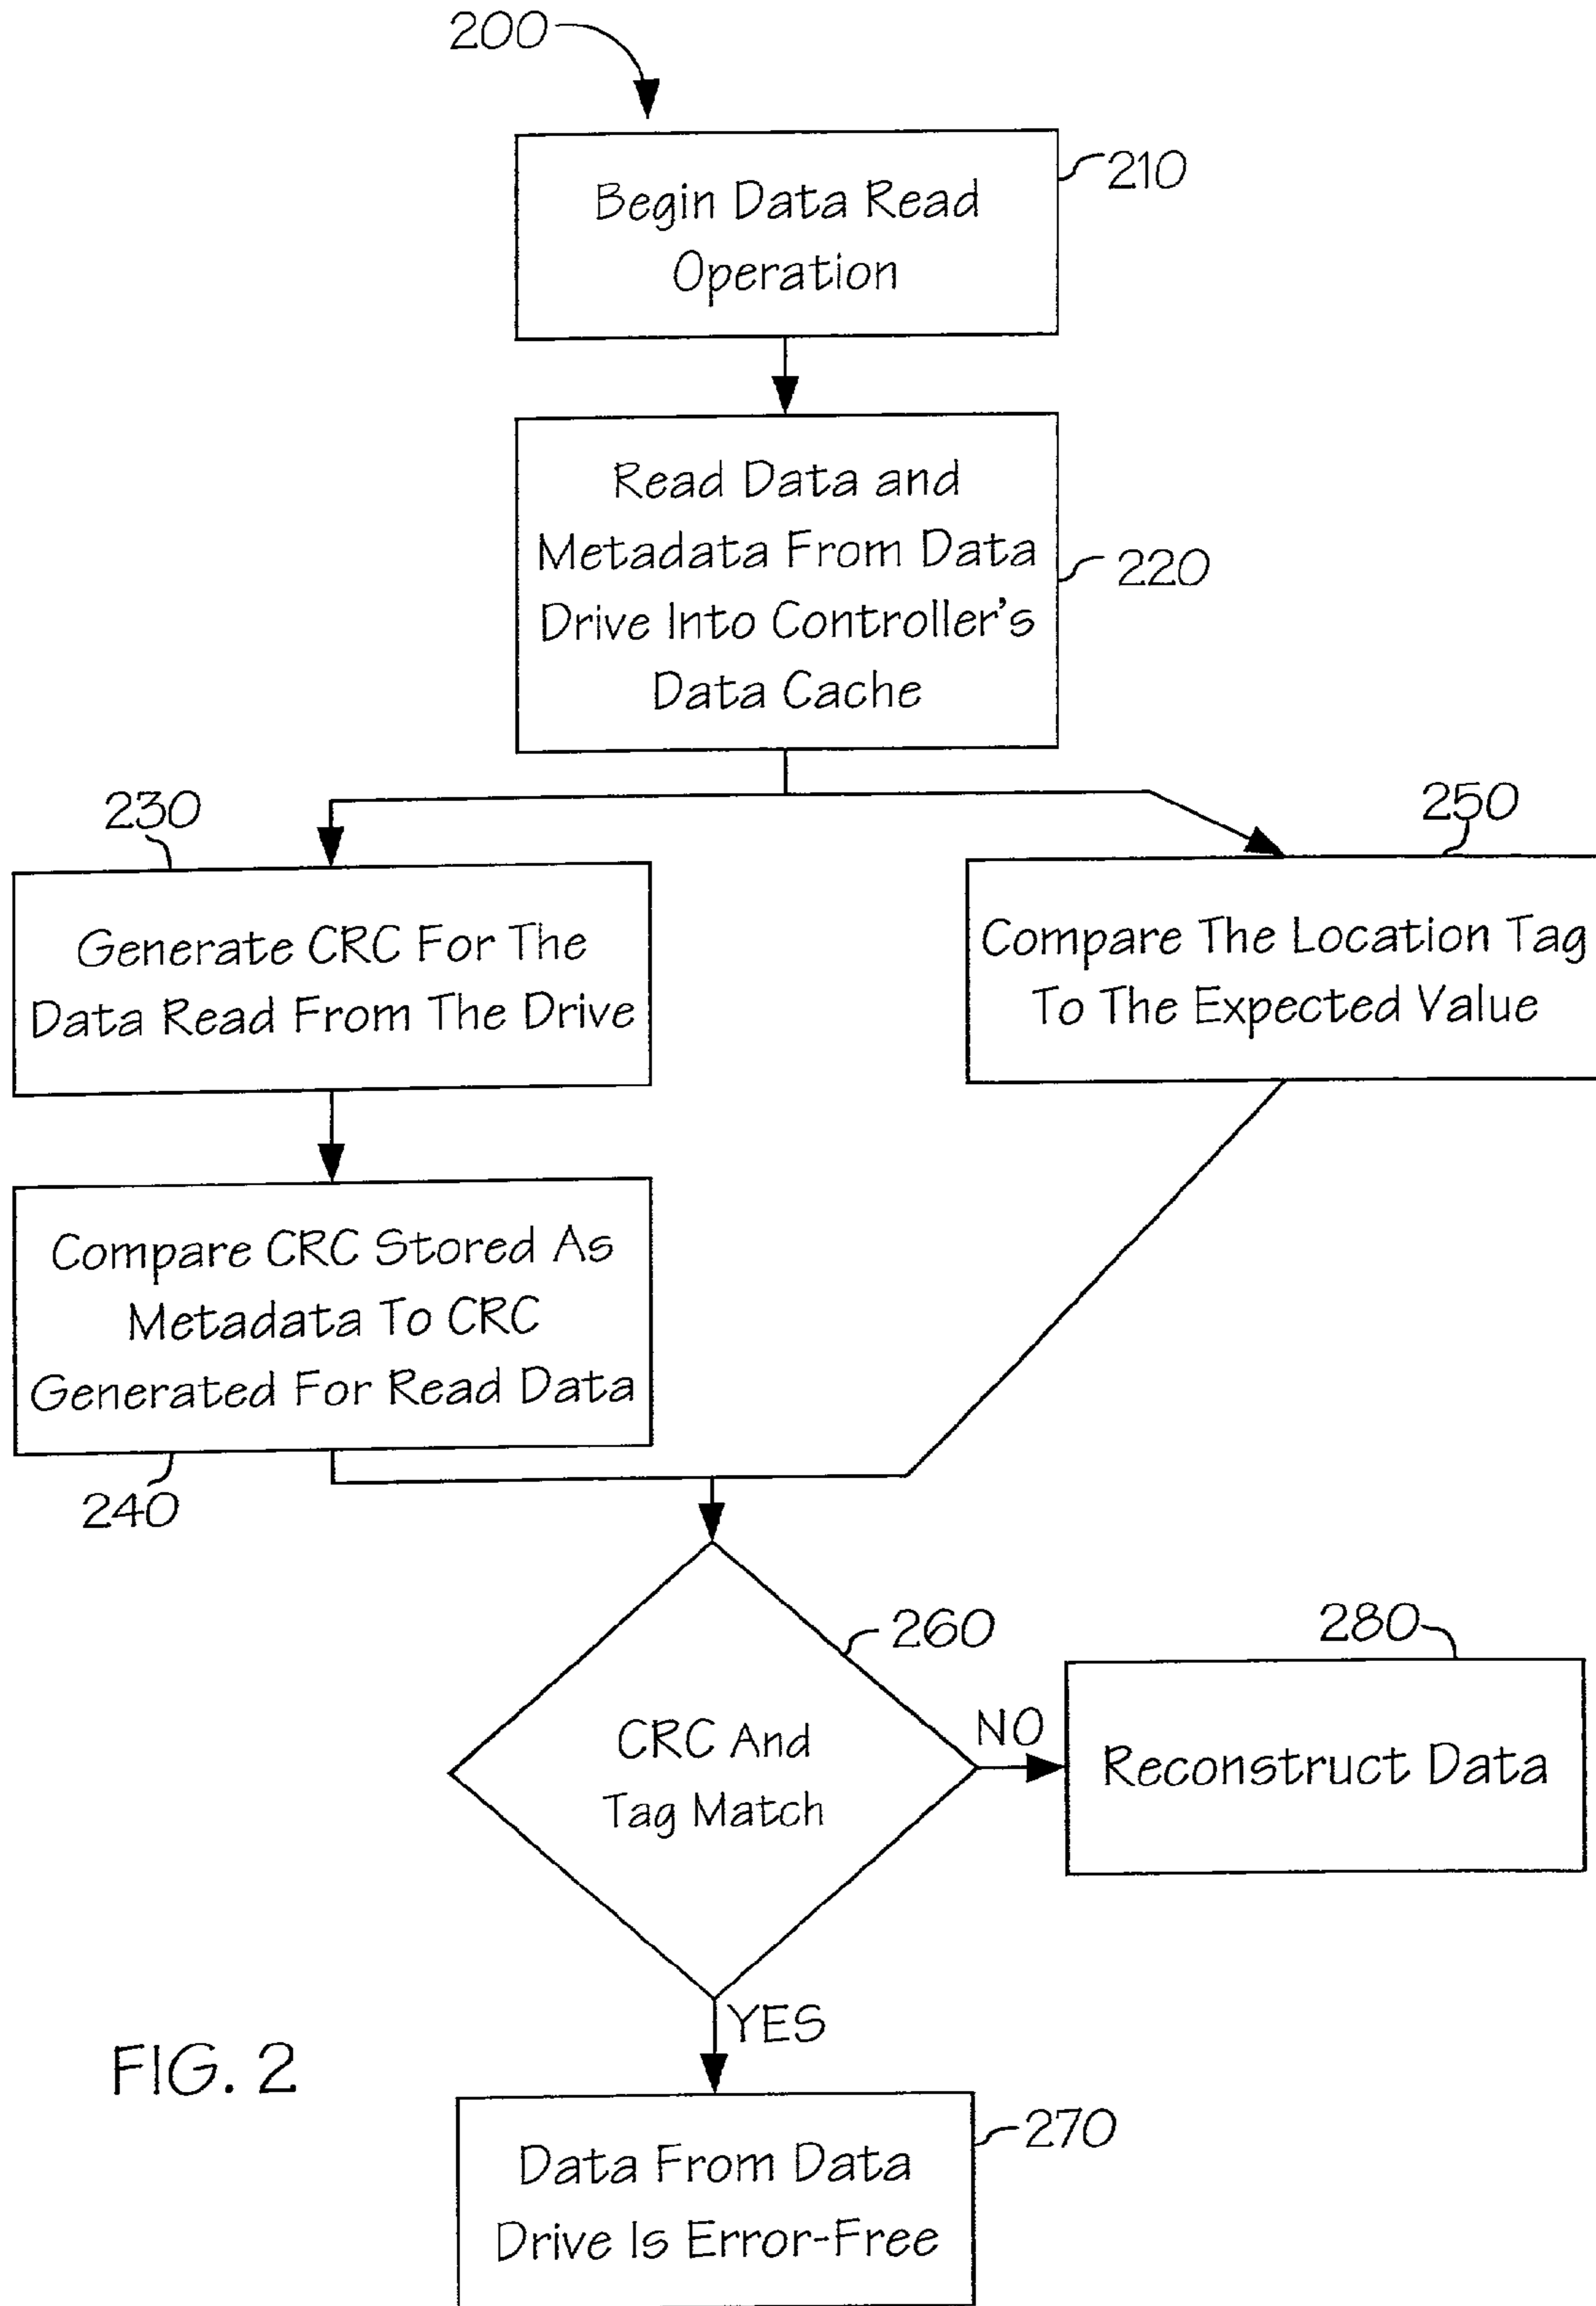 200
Begin Data Read
Operation
210
Read Data and
Metadata From Data
Drive Into Controller's
Data Cache
220
230
Generate CRC For The
Data Read From The Drive
250
Compare The Location Tag
To The Expected Value
Compare CRC Stored As
Metadata To CRC
Generated For Read Data
240
260
CRC And
Tag Match
NO
280
Reconstruct Data
YES
FIG. 2
270
Data From Data
Drive Is Error-Free